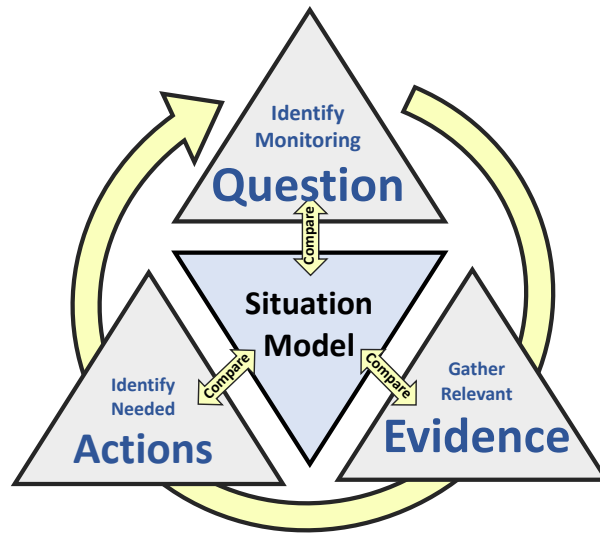 Identify
Monitoring
Question
Compare
Situation
Model
Compare
Compare
Identify
Needed
Actions
Gather
Relevant
Evidence